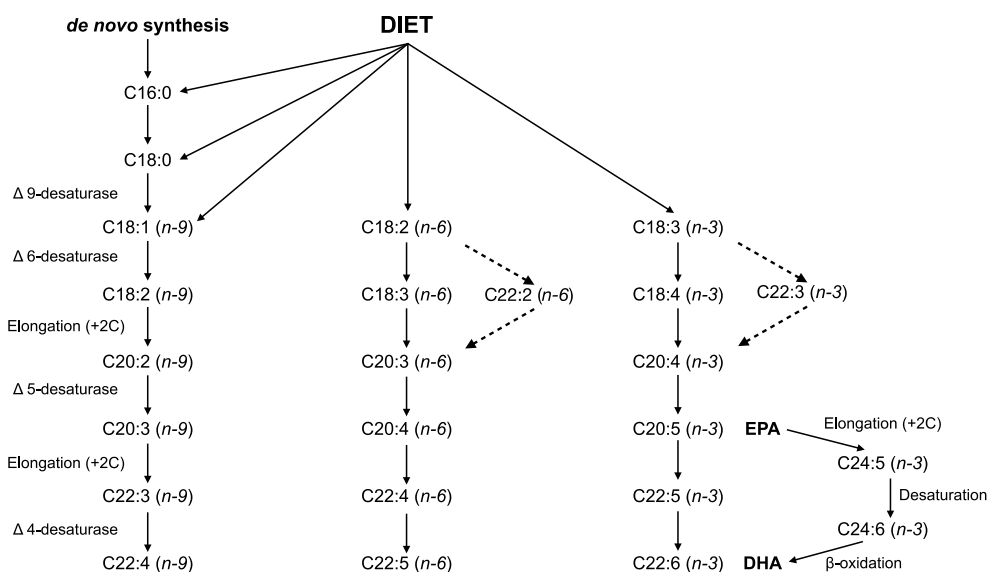 de novo synthesis DIET
C16:0
C18:0
Δ 9-desaturase
C18:1 (n-9) C18:2 (n-6) C18:3 (n-3)
Δ 6-desaturase
C18:2 (n-9) C18:3 (n-6) C22:2 (n-6) C18:4 (n-3) C22:3 (n-3)
Elongation (+2C)
C20:2 (n-9) C20:3 (n-6) C20:4 (n-3)
Δ 5-desaturase
C20:3 (n-9) C20:4 (n-6) C20:5 (n-3) EPA Elongation (+2C)
Elongation (+2C) C24:5 (n-3)
C22:3 (n-9) C22:4 (n-6) C22:5 (n-3) Desaturation
Δ 4-desaturase C24:6 (n-3)
C22:4 (n-9) C22:5 (n-6) C22:6 (n-3) DHA β-oxidation